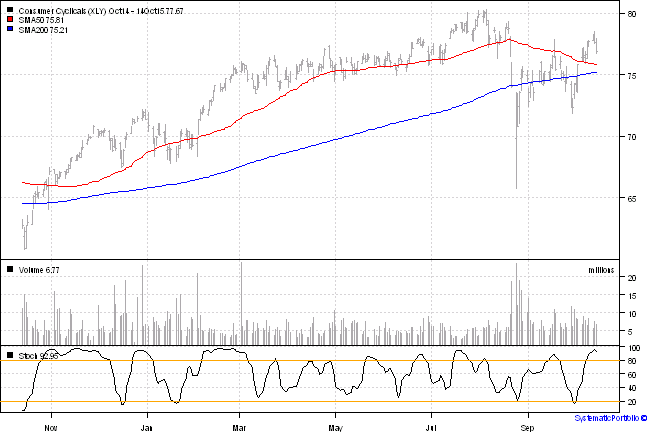 Consumer Cyclicals (XLY) Oct14 - 14Oct15 77.67
SMA50 75.81
SMA200 75.21
80
75
70
65
Volume 6.77
millions
20
15
10
5
Stoch 92.95
100
80
60
40
20
Nov Jan Mar May Jul Sep
SystematicPortfolio ©